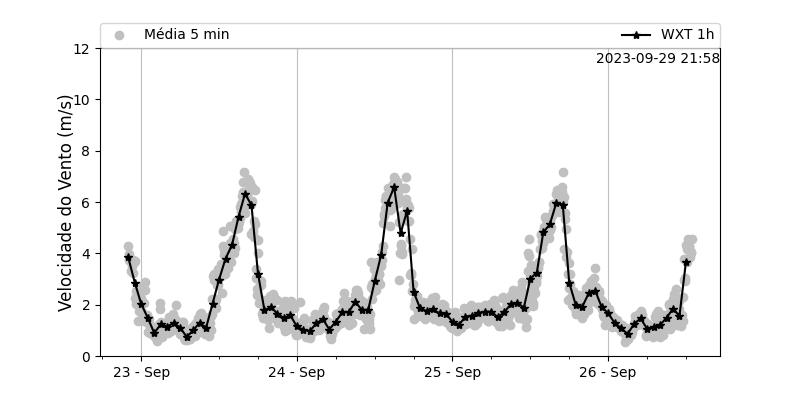 Média 5 min
WXT 1h
2023-09-29 21:58
Velocidade do Vento (m/s)
12
10
8
6
4
2
0
23 - Sep
24 - Sep
25 - Sep
26 - Sep